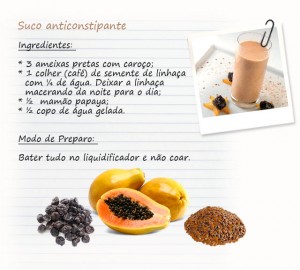 Suco anticonstipante
Ingredientes:
* 3 ameixas pretas com caroço;
* 1 colher (café) de semente de linhaça
com ¼ de água. Deixar a linhaça
macerando da noite para o dia;
* ½ mamão papaya;
* ½ copo de água gelada.
Modo de Preparo:
Bater tudo no liquidificador e não coar.